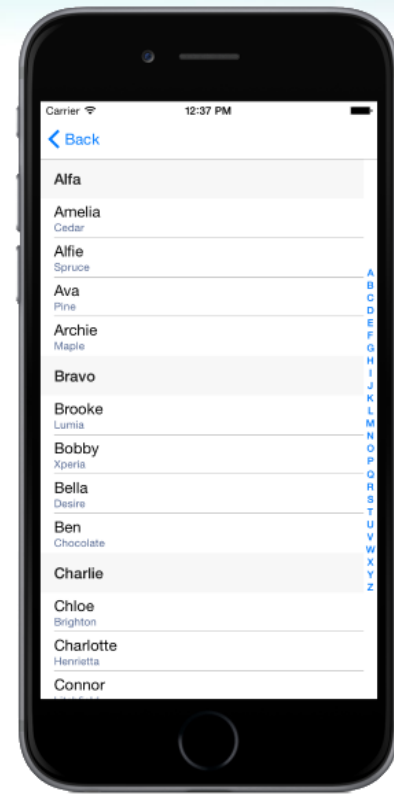 Carrier 12:37 PM
Back
Alfa
Amelia
Cedar
Alfie
Spruce
Ava
Pine
Archie
Maple
Bravo
Brooke
Lumia
Bobby
Xperia
Bella
Desire
Ben
Chocolate
Charlie
Chloe
Brighton
Charlotte
Henrietta
Connor
A
B
C
D
E
F
G
H
I
J
K
L
M
N
O
P
Q
R
S
T
U
V
W
X
Y
Z